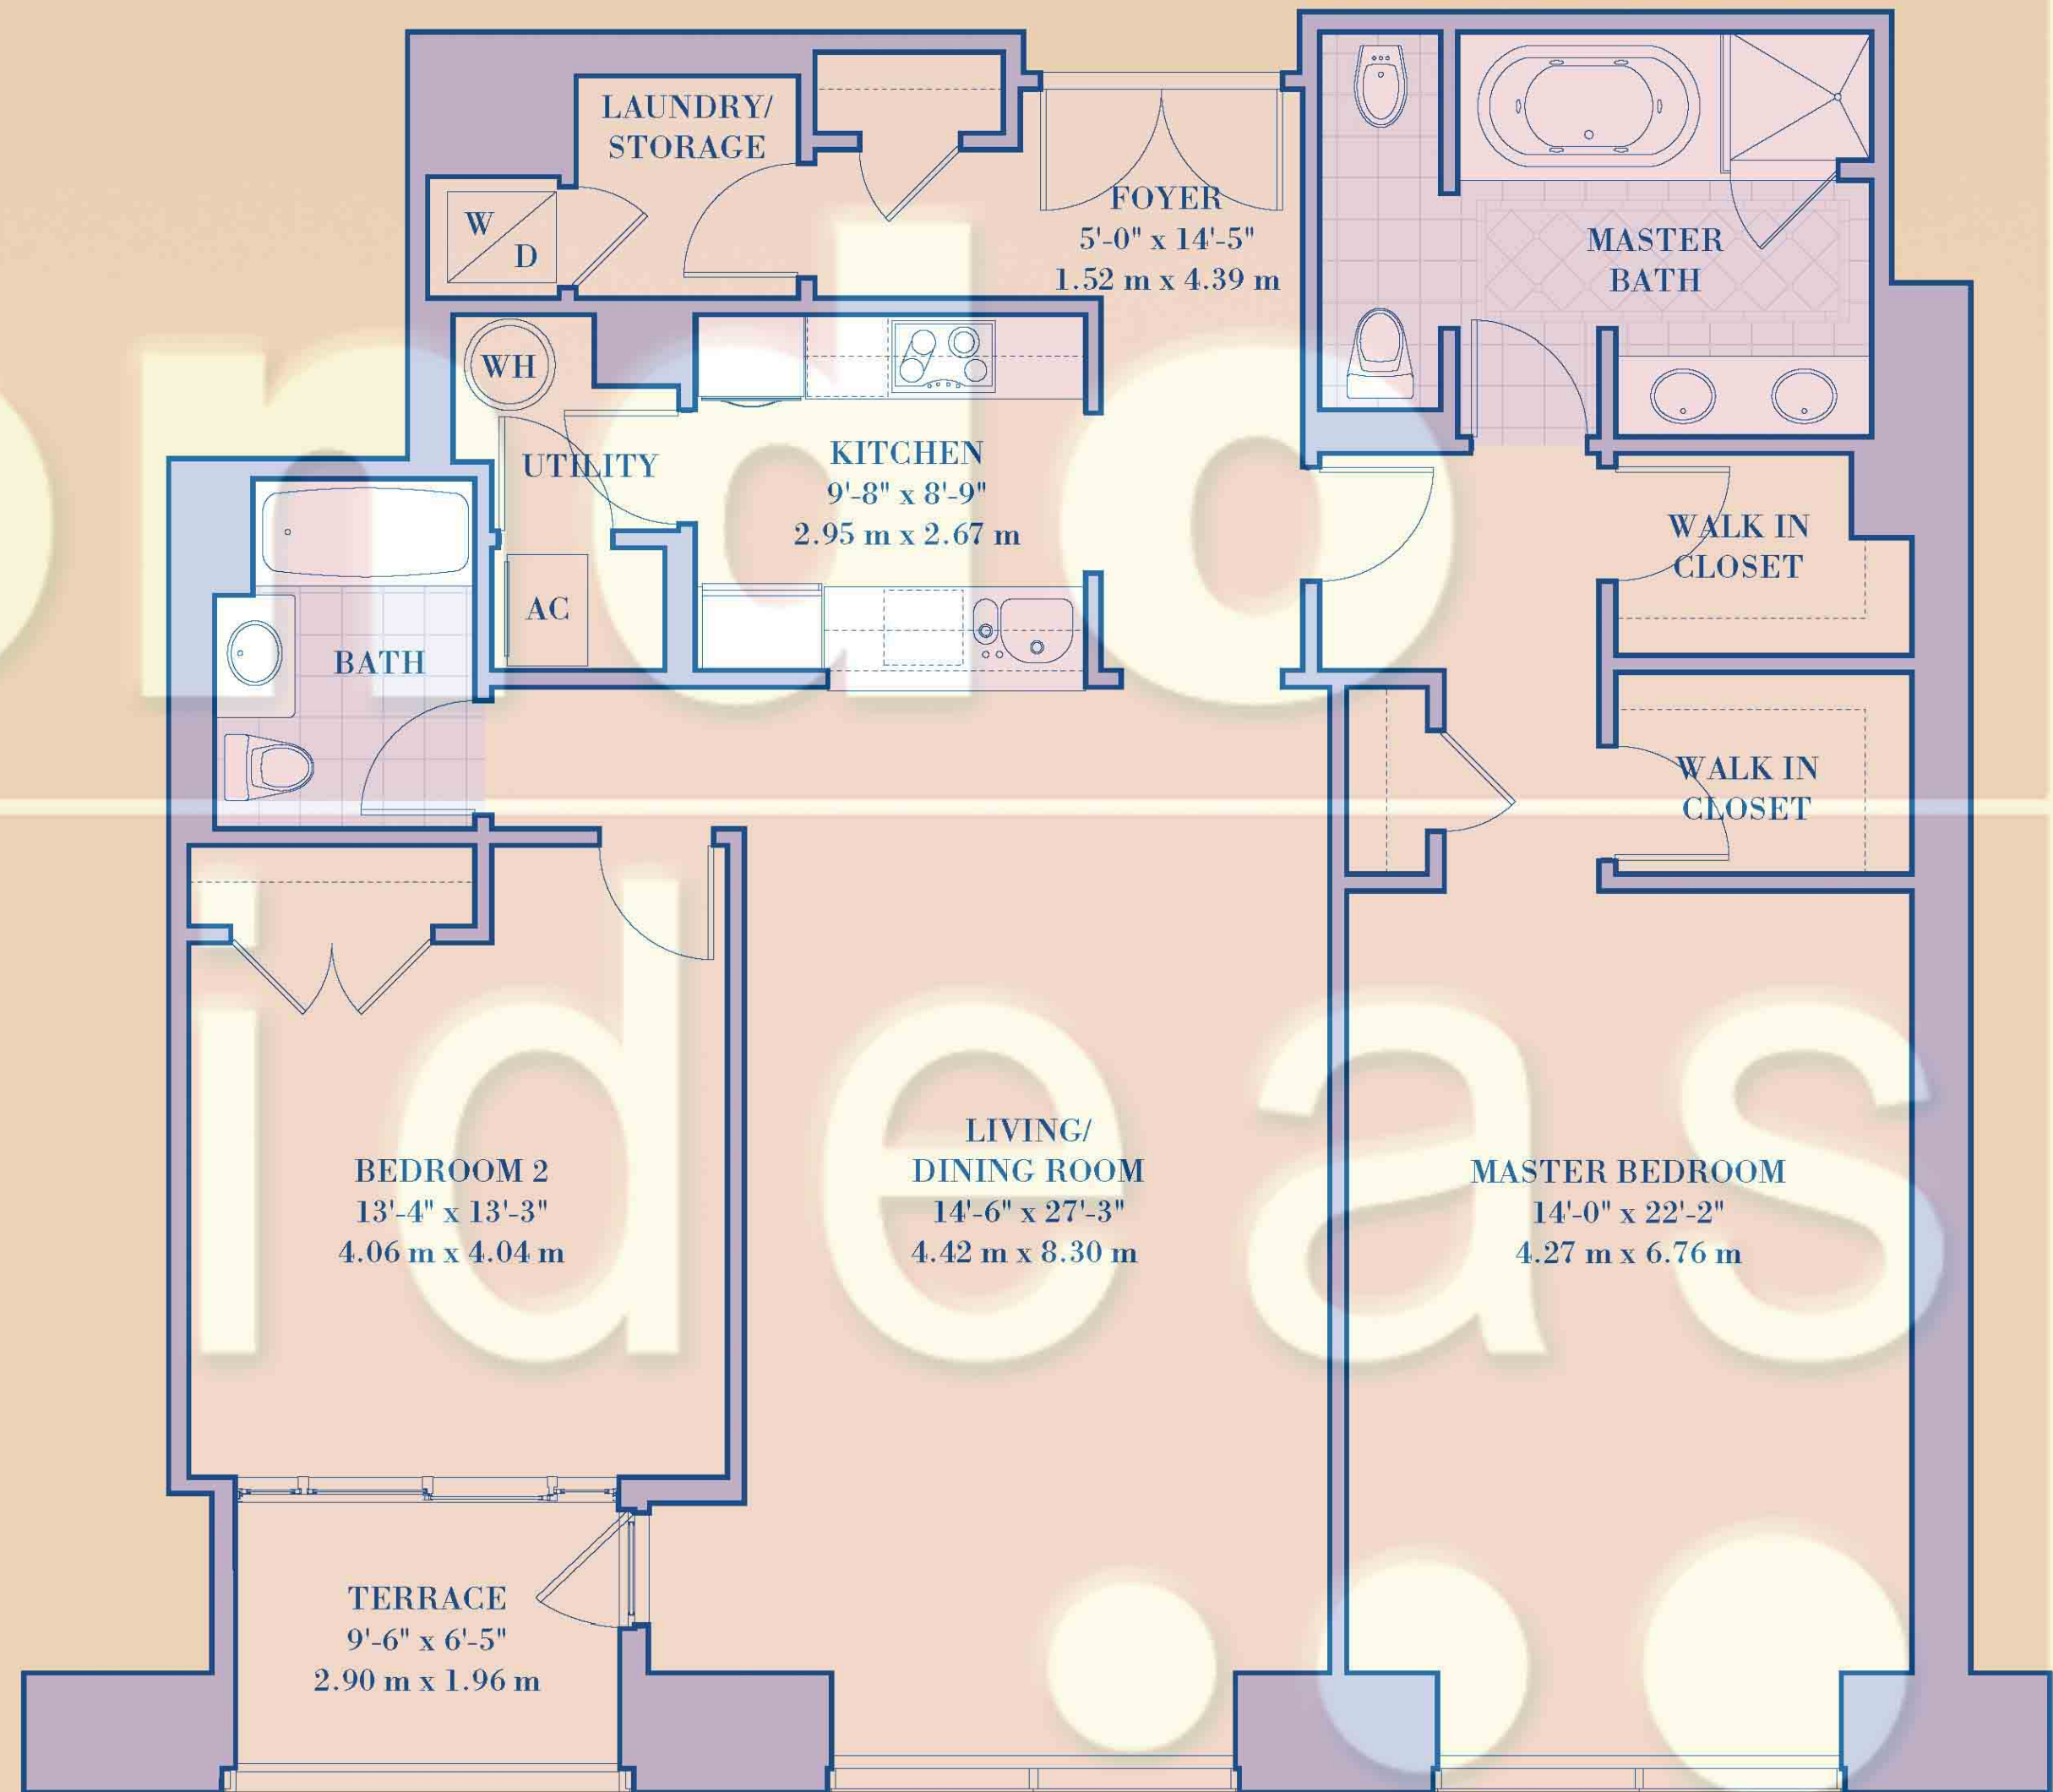 LAUNDRY/
STORAGE
W
D
FOYER
5'-0" x 14'-5"
1.52 m x 4.39 m
MASTER
BATH
WH
UTILITY
KITCHEN
9'-8" x 8'-9"
2.95 m x 2.67 m
WALK IN
CLOSET
AC
BATH
WALK IN
CLOSET
BEDROOM 2
13'-4" x 13'-3"
4.06 m x 4.04 m
LIVING/
DINING ROOM
14'-6" x 27'-3"
4.42 m x 8.30 m
MASTER BEDROOM
14'-0" x 22'-2"
4.27 m x 6.76 m
TERRACE
9'-6" x 6'-5"
2.90 m x 1.96 m
ondo
ideas...